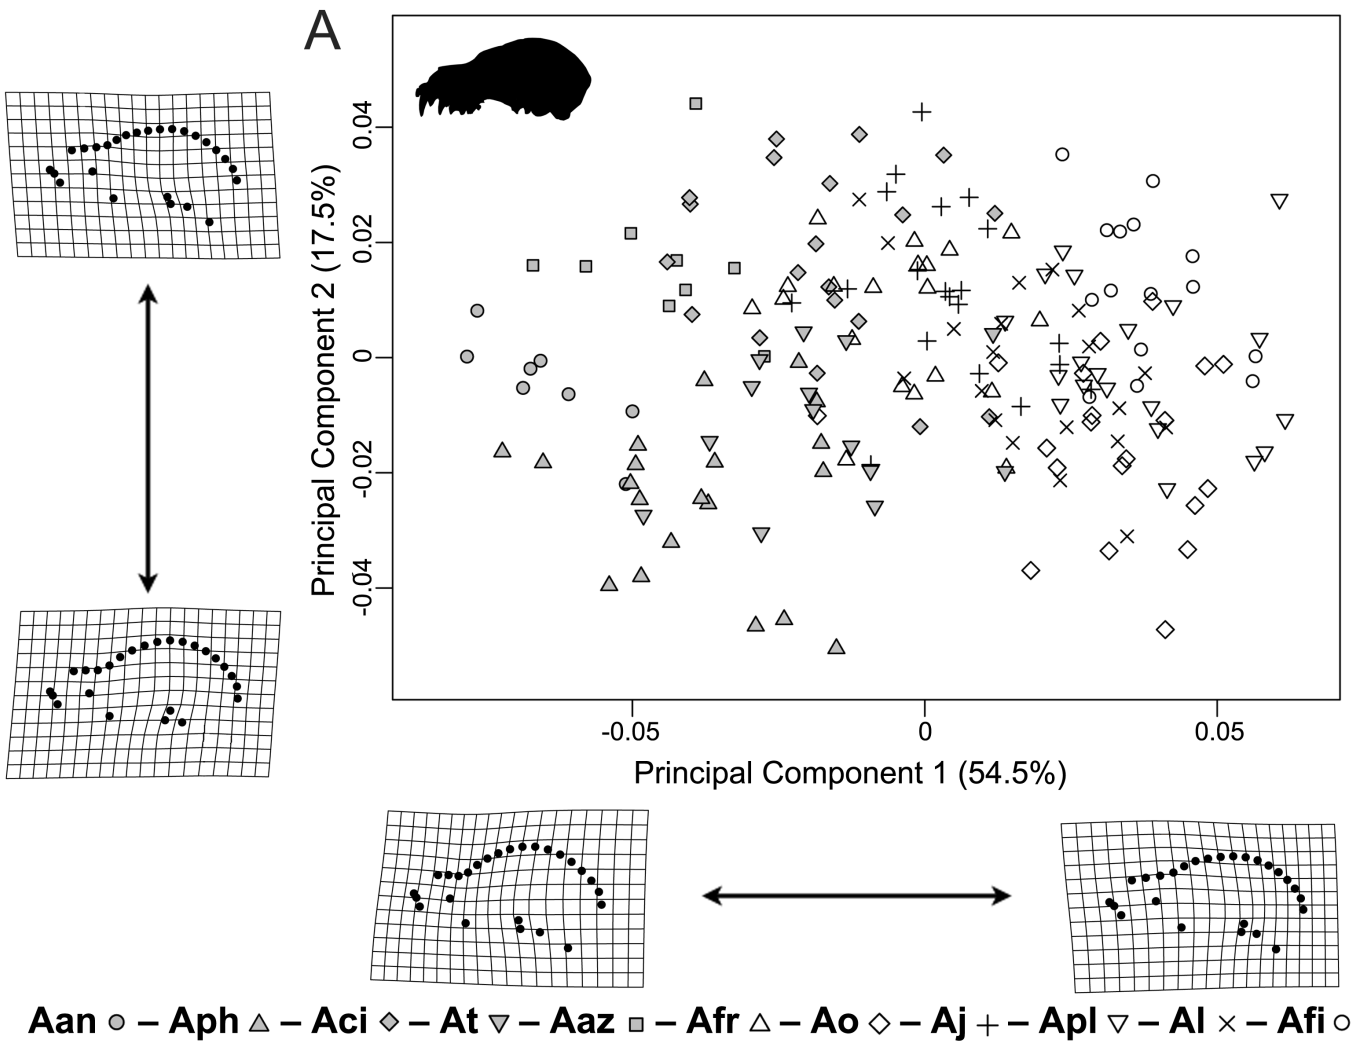 A
Principal Component 2 (17.5%)
0.04
0.02
0
-0.02
-0.04
-0.05
0
0.05
Principal Component 1 (54.5%)
Aan – Aph – Aci – At – Aaz – Afr – Ao – Aj – Apl – Al – Afi